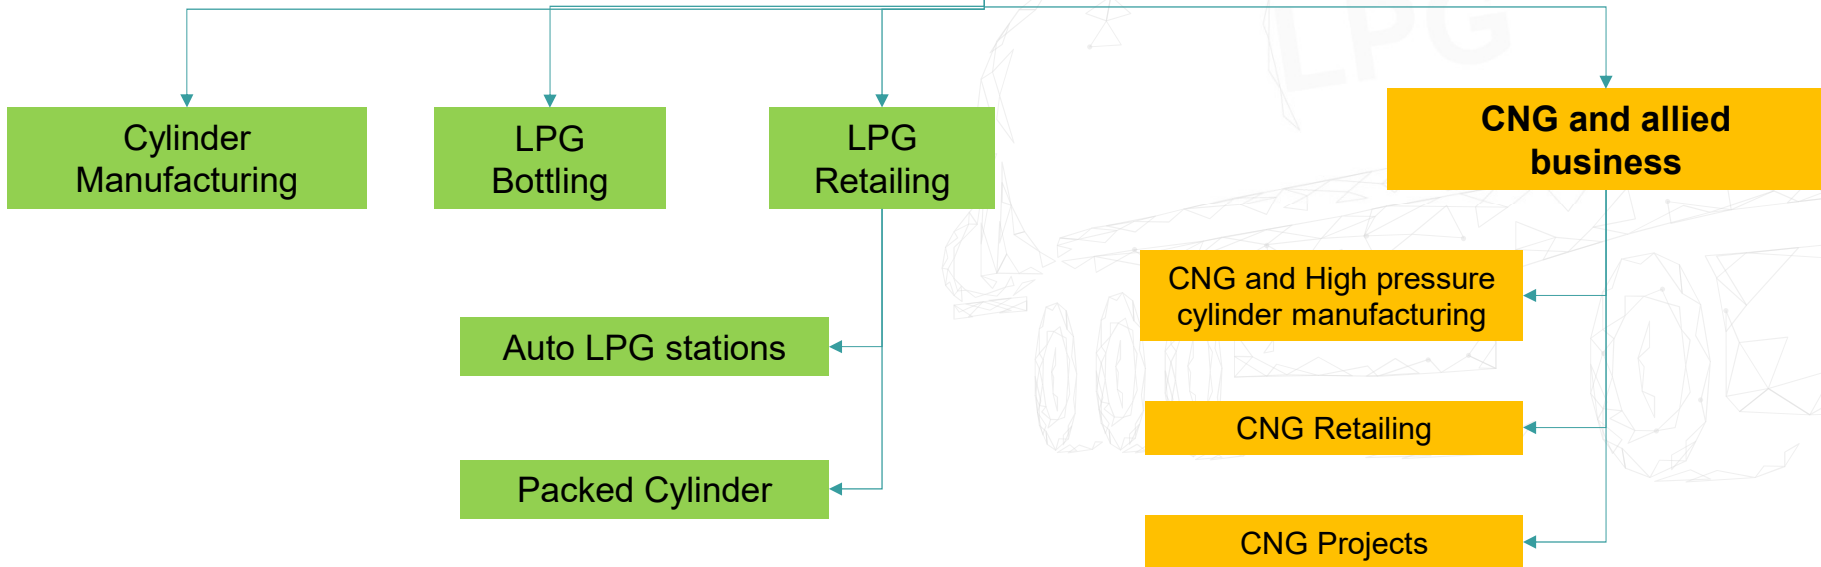 LPG
Cylinder
Manufacturing
LPG
Bottling
LPG
Retailing
CNG and allied
business
CNG and High pressure
cylinder manufacturing
Auto LPG stations
CNG Retailing
Packed Cylinder
CNG Projects